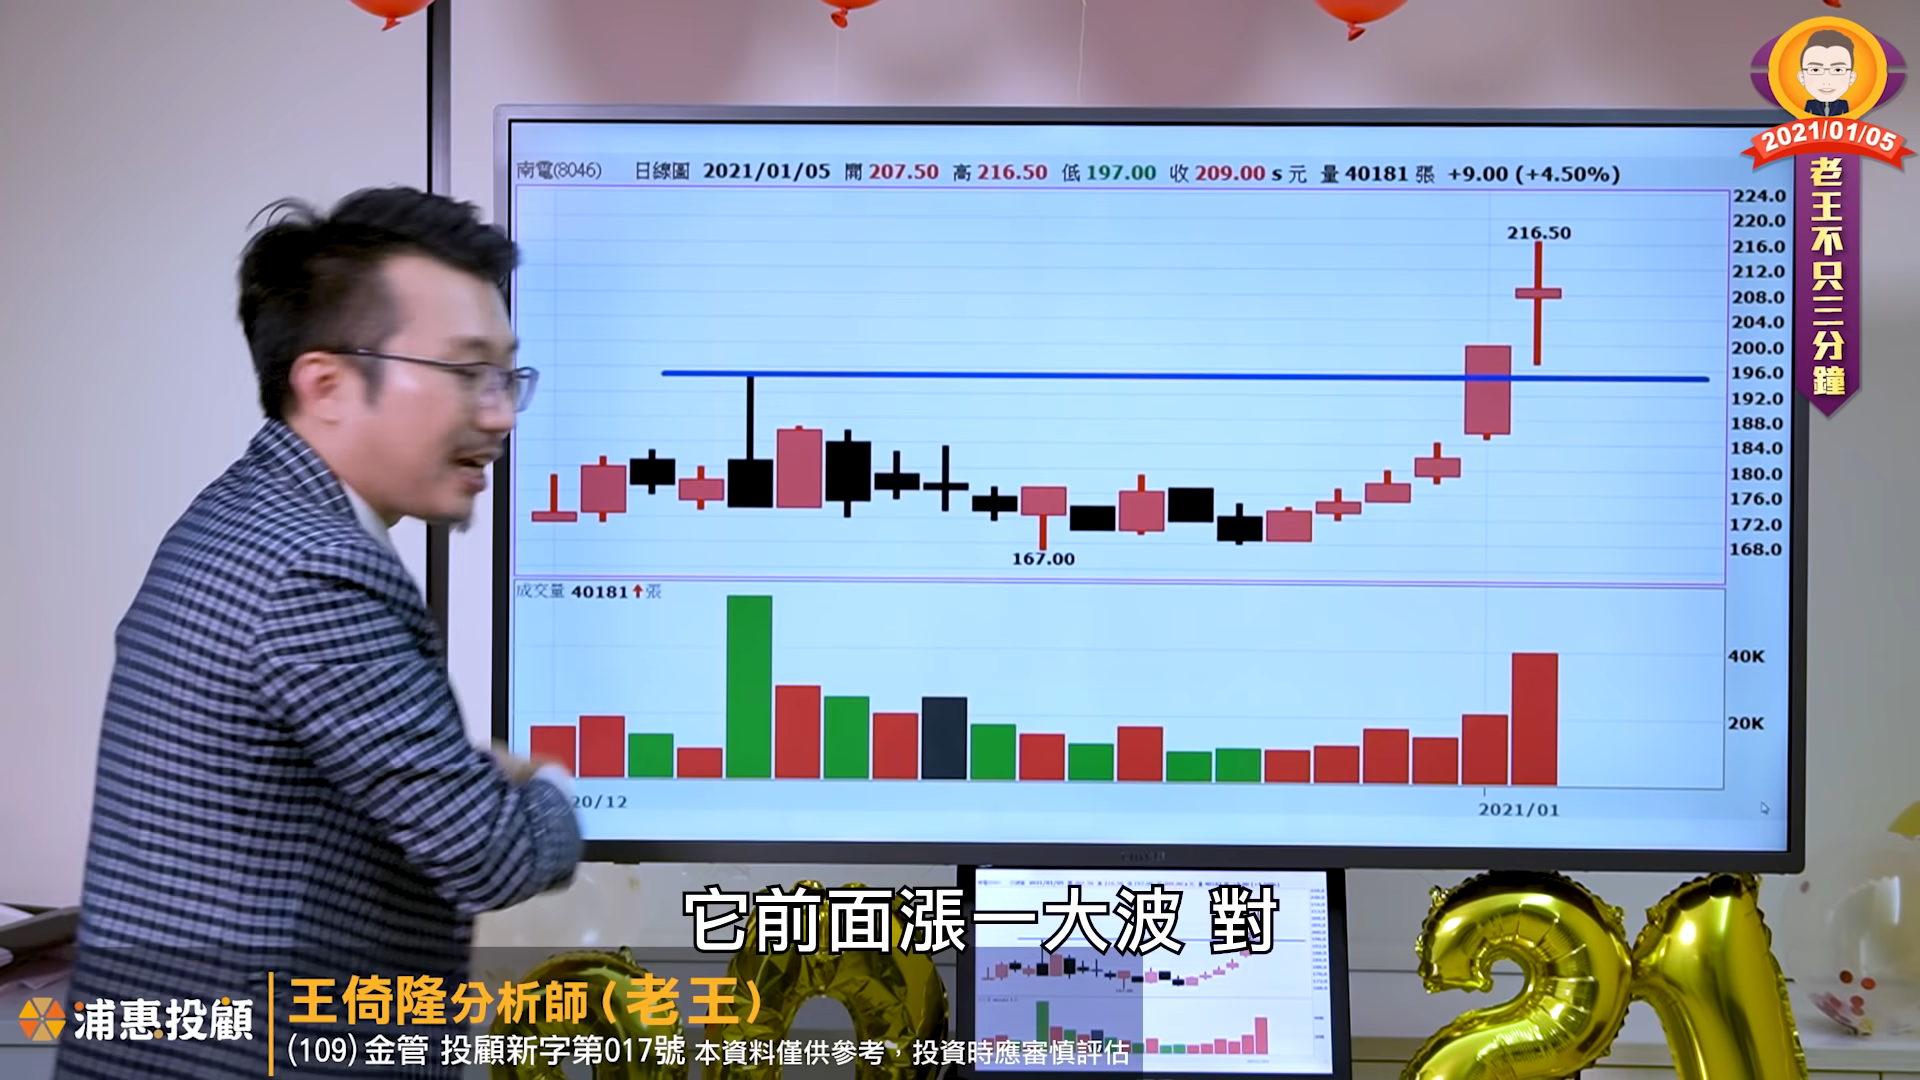 2021/01/05
老王不只三分鐘
南電(8046) 日線圖 2021/01/05 開 207.50 高 216.50 低 197.00 收 209.00 s 元 量 40181 張 +9.00 (+4.50%)
224.0
220.0
216.50
216.0
212.0
208.0
204.0
200.0
196.0
192.0
188.0
184.0
180.0
176.0
172.0
168.0
167.00
成交量 40181↑張
40K
20K
20/12
2021/01
它前面漲一大波 對
21
浦惠投顧
王倚隆分析師(老王)
(109) 金管 投顧新字第017號 本資料僅供參考，投資時應審慎評估